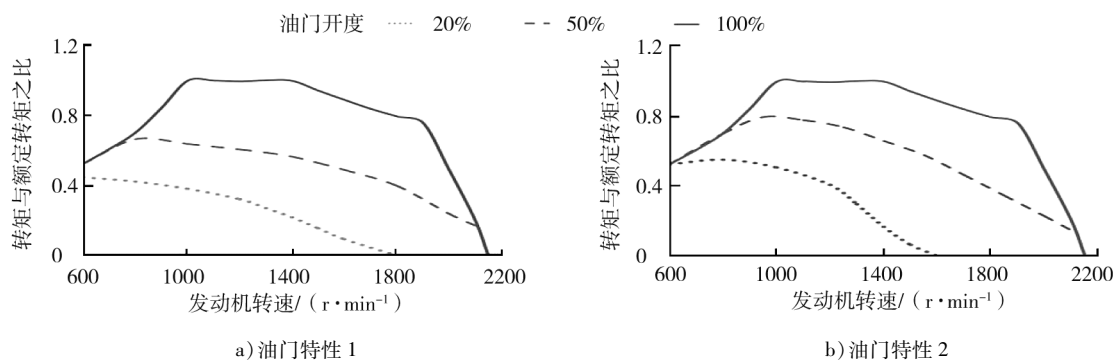 油门开度 20% 50% 100%
转矩与额定转矩之比
1.2
0.8
0.4
0
600 1000 1400 1800 2200
发动机转速/（r·min⁻¹）
a）油门特性 1
转矩与额定转矩之比
1.2
0.8
0.4
0
600 1000 1400 1800 2200
发动机转速/（r·min⁻¹）
b）油门特性 2